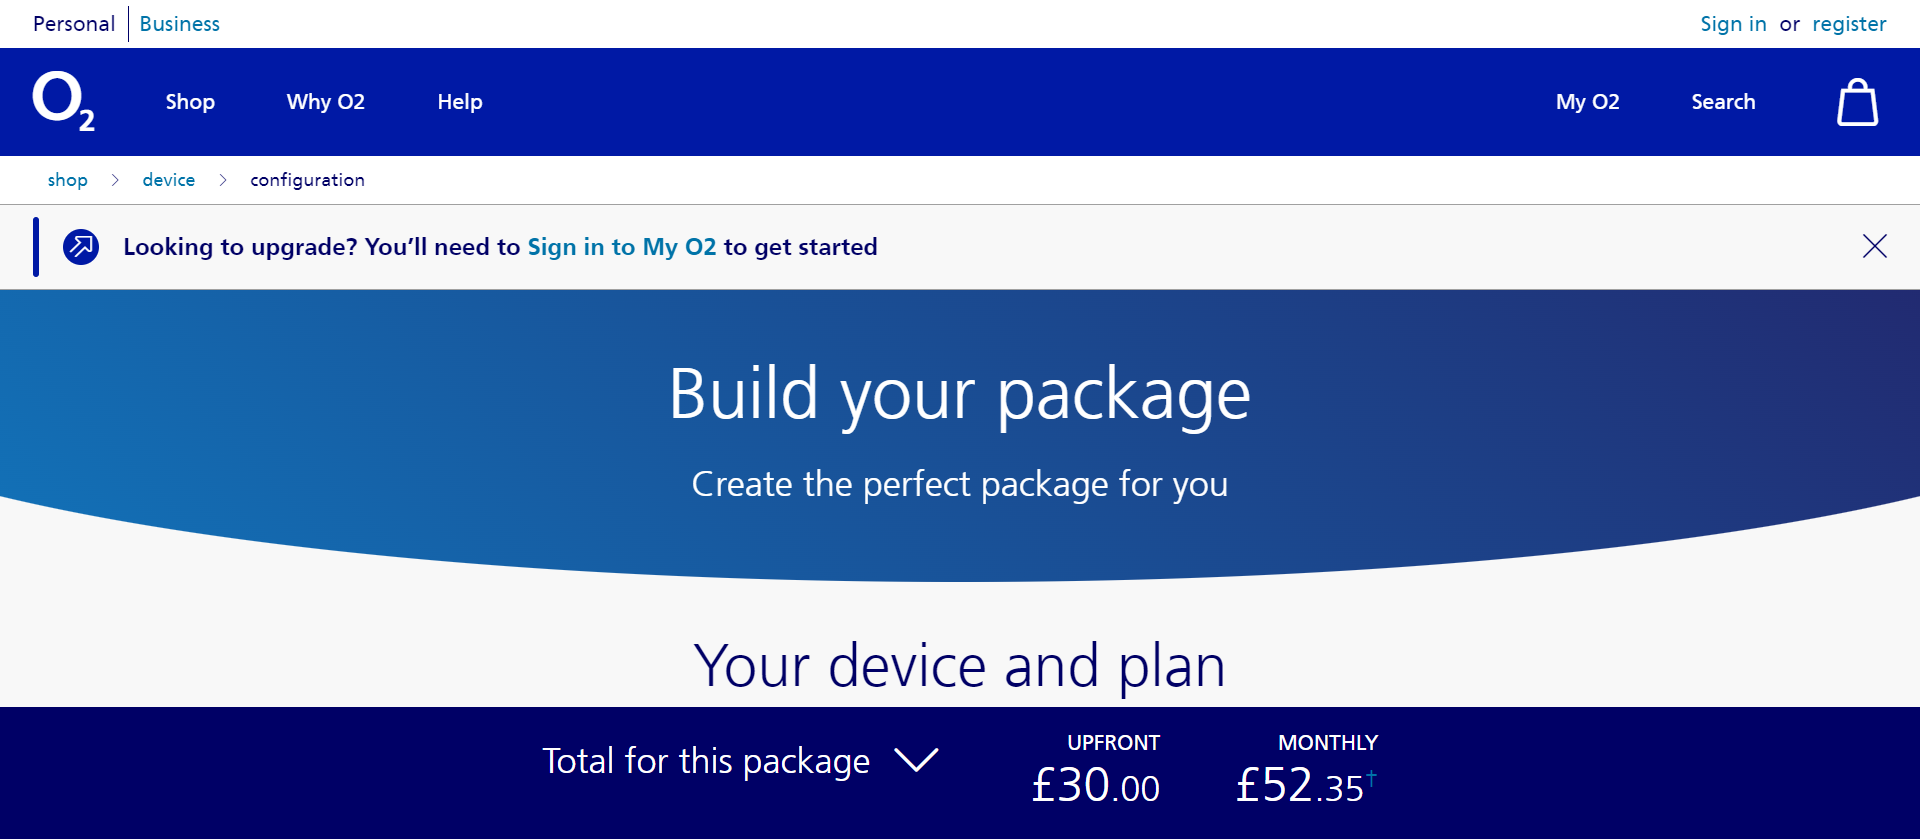 Personal Business Sign in or register
O2 Shop Why O2 Help My O2 Search
shop device configuration
Looking to upgrade? You’ll need to Sign in to My O2 to get started
Build your package
Create the perfect package for you
Your device and plan
Total for this package
UPFRONT
£30.00
MONTHLY
£52.35†